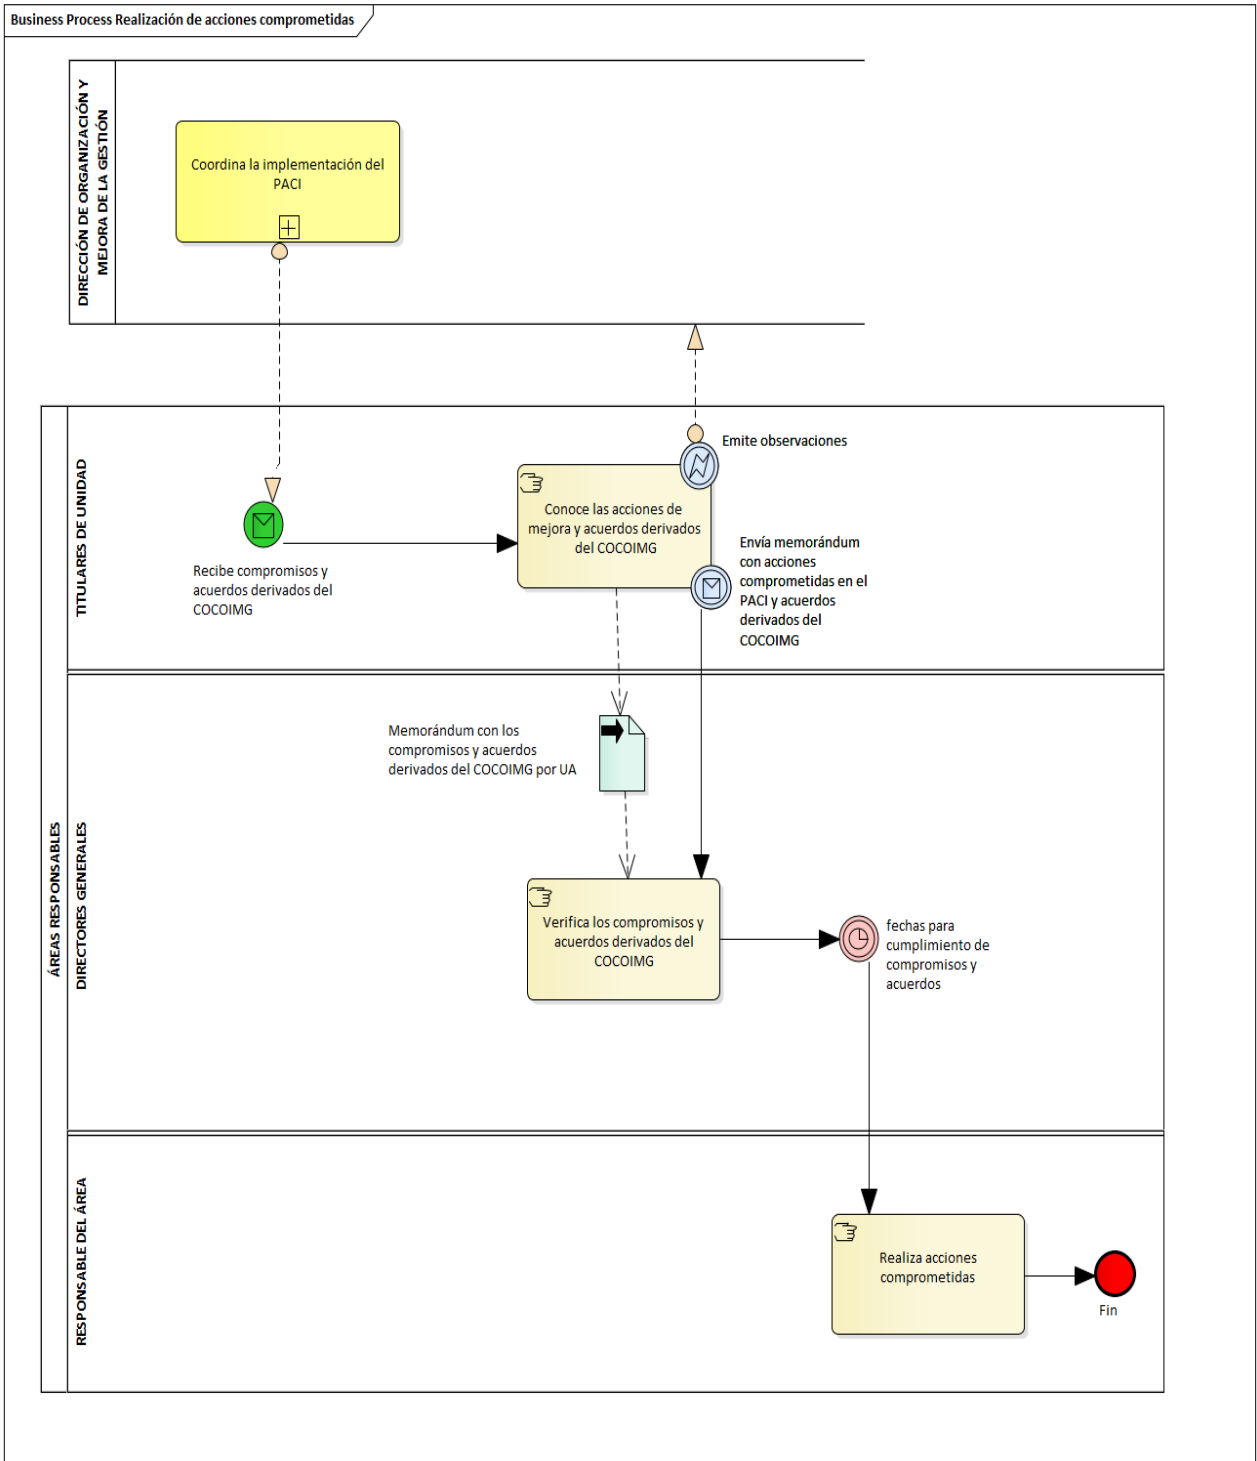 Business Process Realización de acciones comprometidas
DIRECCIÓN DE ORGANIZACIÓN Y
MEJORA DE LA GESTIÓN
Coordina la implementación del
PACI
ÁREAS RESPONSABLES
TITULARES DE UNIDAD
Emite observaciones
Conoce las acciones de
mejora y acuerdos derivados
del COCOIMG
Recibe compromisos y
acuerdos derivados del
COCOIMG
Envía memorándum
con acciones
comprometidas en el
PACI y acuerdos
derivados del
COCOIMG
DIRECTORES GENERALES
Memorándum con los
compromisos y acuerdos
derivados del COCOIMG por UA
Verifica los compromisos y
acuerdos derivados del
COCOIMG
fechas para
cumplimiento de
compromisos y
acuerdos
RESPONSABLE DEL ÁREA
Realiza acciones
comprometidas
Fin